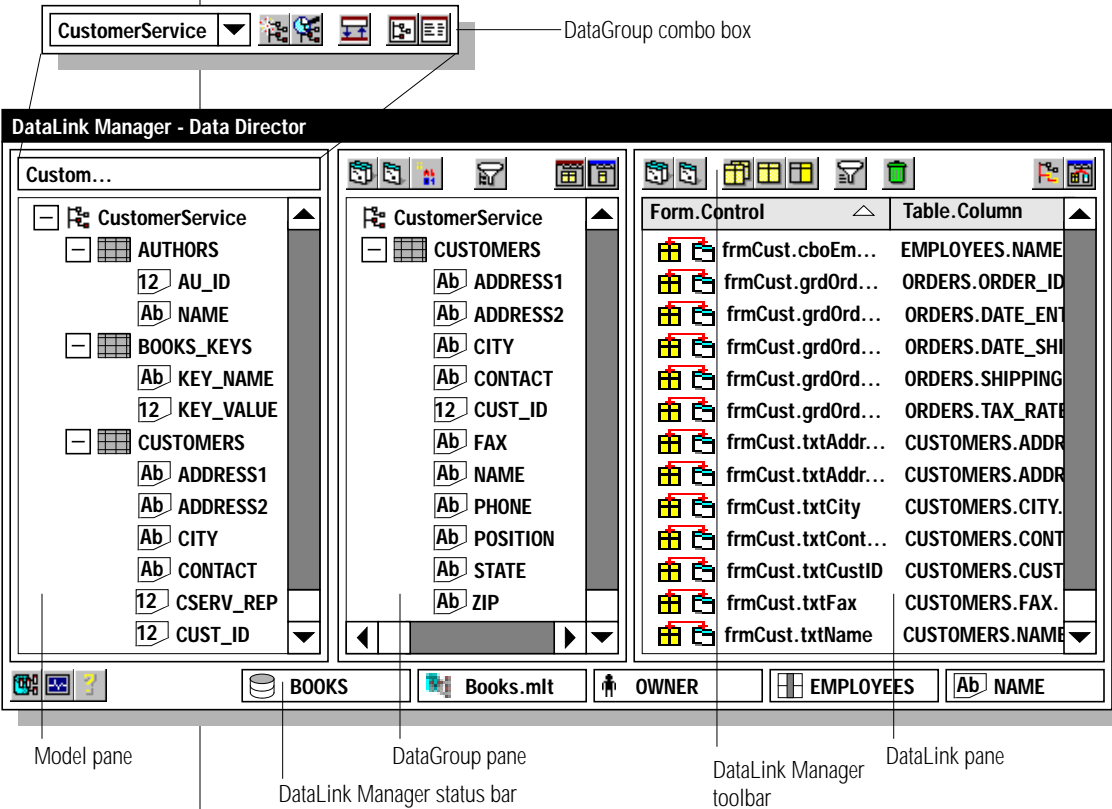 CustomerService
DataGroup combo box
DataLink Manager - Data Director
Custom...
CustomerService
AUTHORS
12 AU_ID
Ab NAME
BOOKS_KEYS
Ab KEY_NAME
12 KEY_VALUE
CUSTOMERS
Ab ADDRESS1
Ab ADDRESS2
Ab CITY
Ab CONTACT
12 CSERV_REP
12 CUST_ID
CustomerService
CUSTOMERS
Ab ADDRESS1
Ab ADDRESS2
Ab CITY
Ab CONTACT
12 CUST_ID
Ab FAX
Ab NAME
Ab PHONE
Ab POSITION
Ab STATE
Ab ZIP
Form.Control Table.Column
frmCust.cboEm... EMPLOYEES.NAME
frmCust.grdOrd... ORDERS.ORDER_ID
frmCust.grdOrd... ORDERS.DATE_ENT
frmCust.grdOrd... ORDERS.DATE_SHI
frmCust.grdOrd... ORDERS.SHIPPING
frmCust.grdOrd... ORDERS.TAX_RATE
frmCust.txtAddr... CUSTOMERS.ADDR
frmCust.txtAddr... CUSTOMERS.ADDR
frmCust.txtCity CUSTOMERS.CITY.
frmCust.txtCont... CUSTOMERS.CONT
frmCust.txtCustID CUSTOMERS.CUST
frmCust.txtFax CUSTOMERS.FAX.
frmCust.txtName CUSTOMERS.NAME
BOOKS
Books.mlt
OWNER
EMPLOYEES
Ab NAME
Model pane
DataGroup pane
DataLink pane
DataLink Manager status bar
DataLink Manager
toolbar